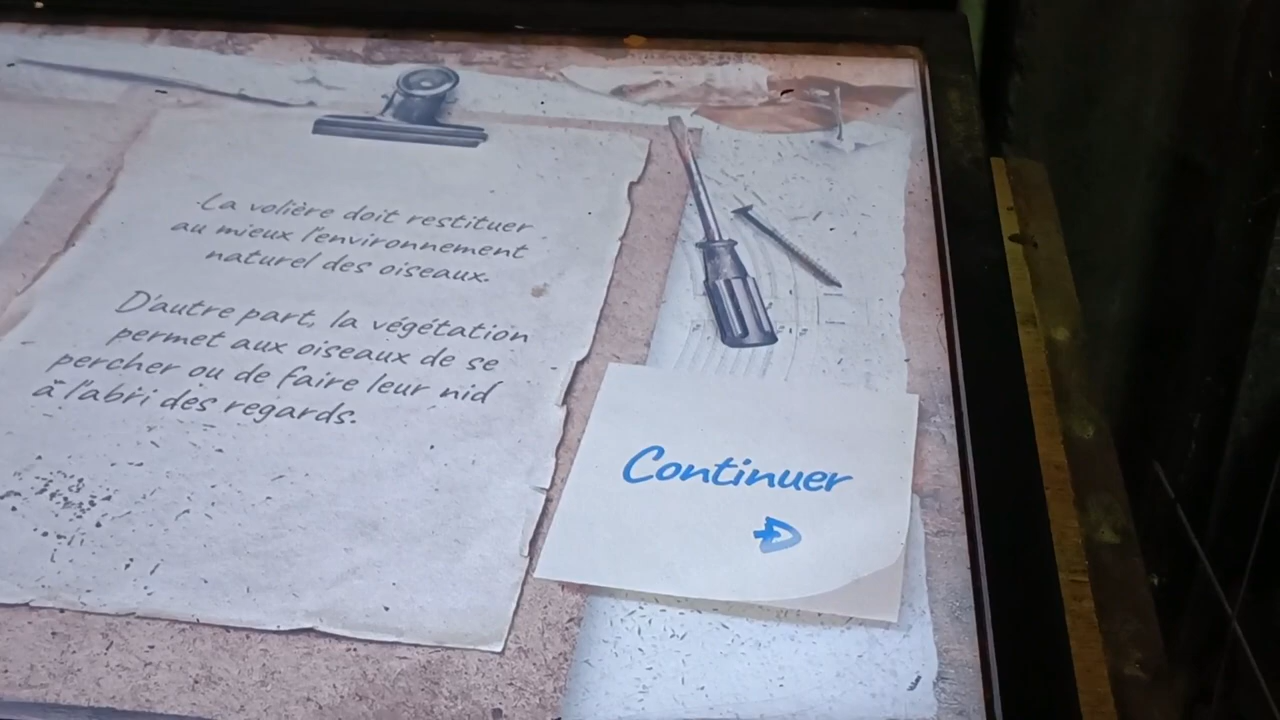 La volière doit restituer
au mieux l'environnement
naturel des oiseaux.
D'autre part, la végétation
permet aux oiseaux de se
percher ou de faire leur nid
à l'abri des regards.
Continuer